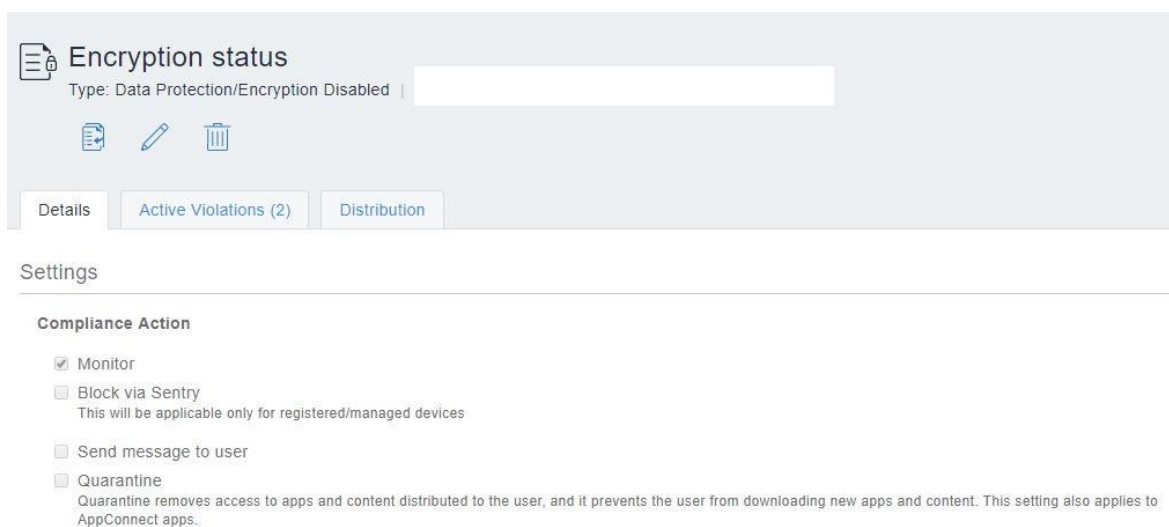 Encryption status
Type: Data Protection/Encryption Disabled |
Details
Active Violations (2)
Distribution
Settings
Compliance Action
Monitor
Block via Sentry
This will be applicable only for registered/managed devices
Send message to user
Quarantine
Quarantine removes access to apps and content distributed to the user, and it prevents the user from downloading new apps and content. This setting also applies to
AppConnect apps.